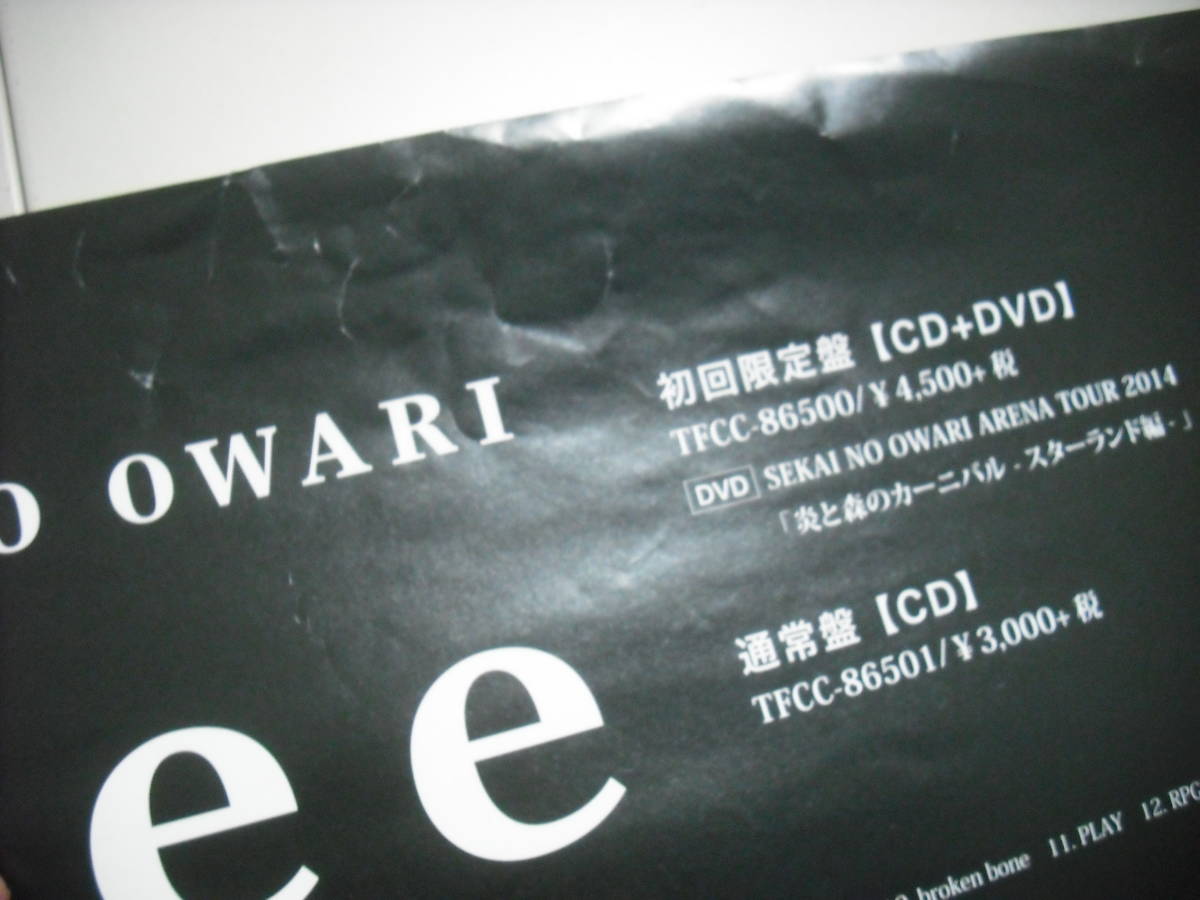 O OWARI
ee
初回限定盤【CD+DVD】
TFCC-86500/¥4,500+税
DVD SEKAI NO OWARI ARENA TOUR 2014
「炎と森のカーニバル-スターランド編-」
通常盤【CD】
TFCC-86501/¥3,000+税
broken bone 11. PLAY 12. RPG